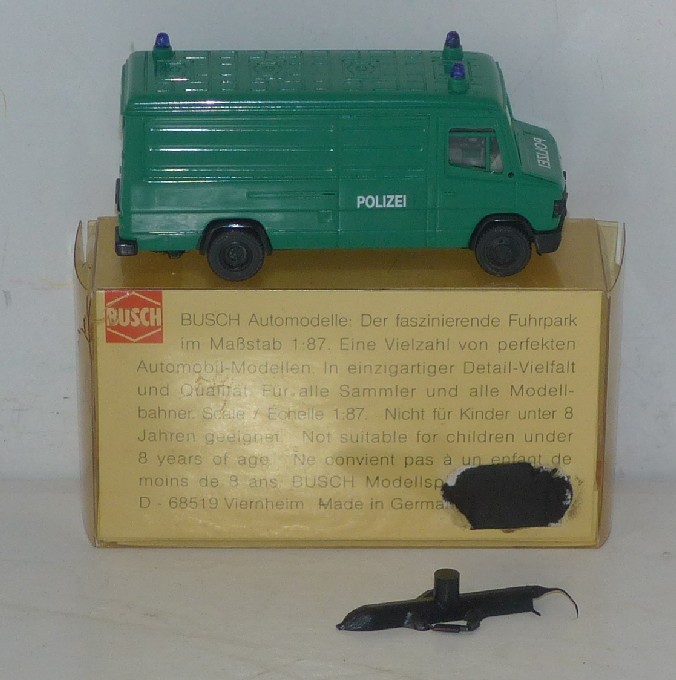 POLIZEI
POLIZEI
BUSCH
BUSCH Automodelle: Der faszinierende Fuhrpark
im Maßstab 1:87. Eine Vielzahl von perfekten
Automobil-Modellen. In einzigartiger Detail-Vielfalt
und Qualität. Für alle Sammler und alle Modell-
bahner. Scale / Echelle 1:87. Nicht für Kinder unter 8
Jahren geeignet. Not suitable for children under
8 years of age. Ne convient pas à un enfant de
moins de 8 ans. BUSCH Modellsp
D - 68519 Viernheim Made in Germa